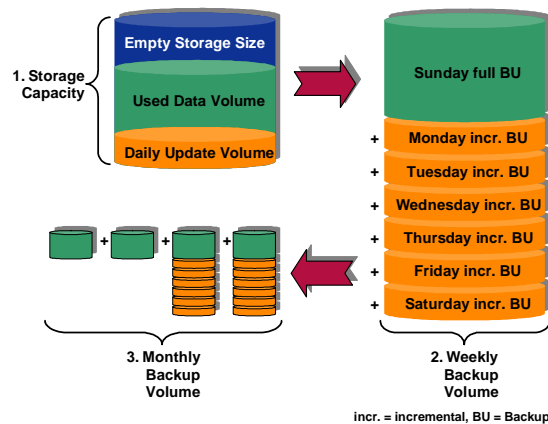 Empty Storage Size
1. Storage
Capacity
Used Data Volume
Daily Update Volume
Sunday full BU
+ Monday incr. BU
+ Tuesday incr. BU
+ Wednesday incr. BU
+ Thursday incr. BU
+ Friday incr. BU
+ Saturday incr. BU
+ + +
3. Monthly
Backup
Volume
2. Weekly
Backup
Volume
incr. = incremental, BU = Backup